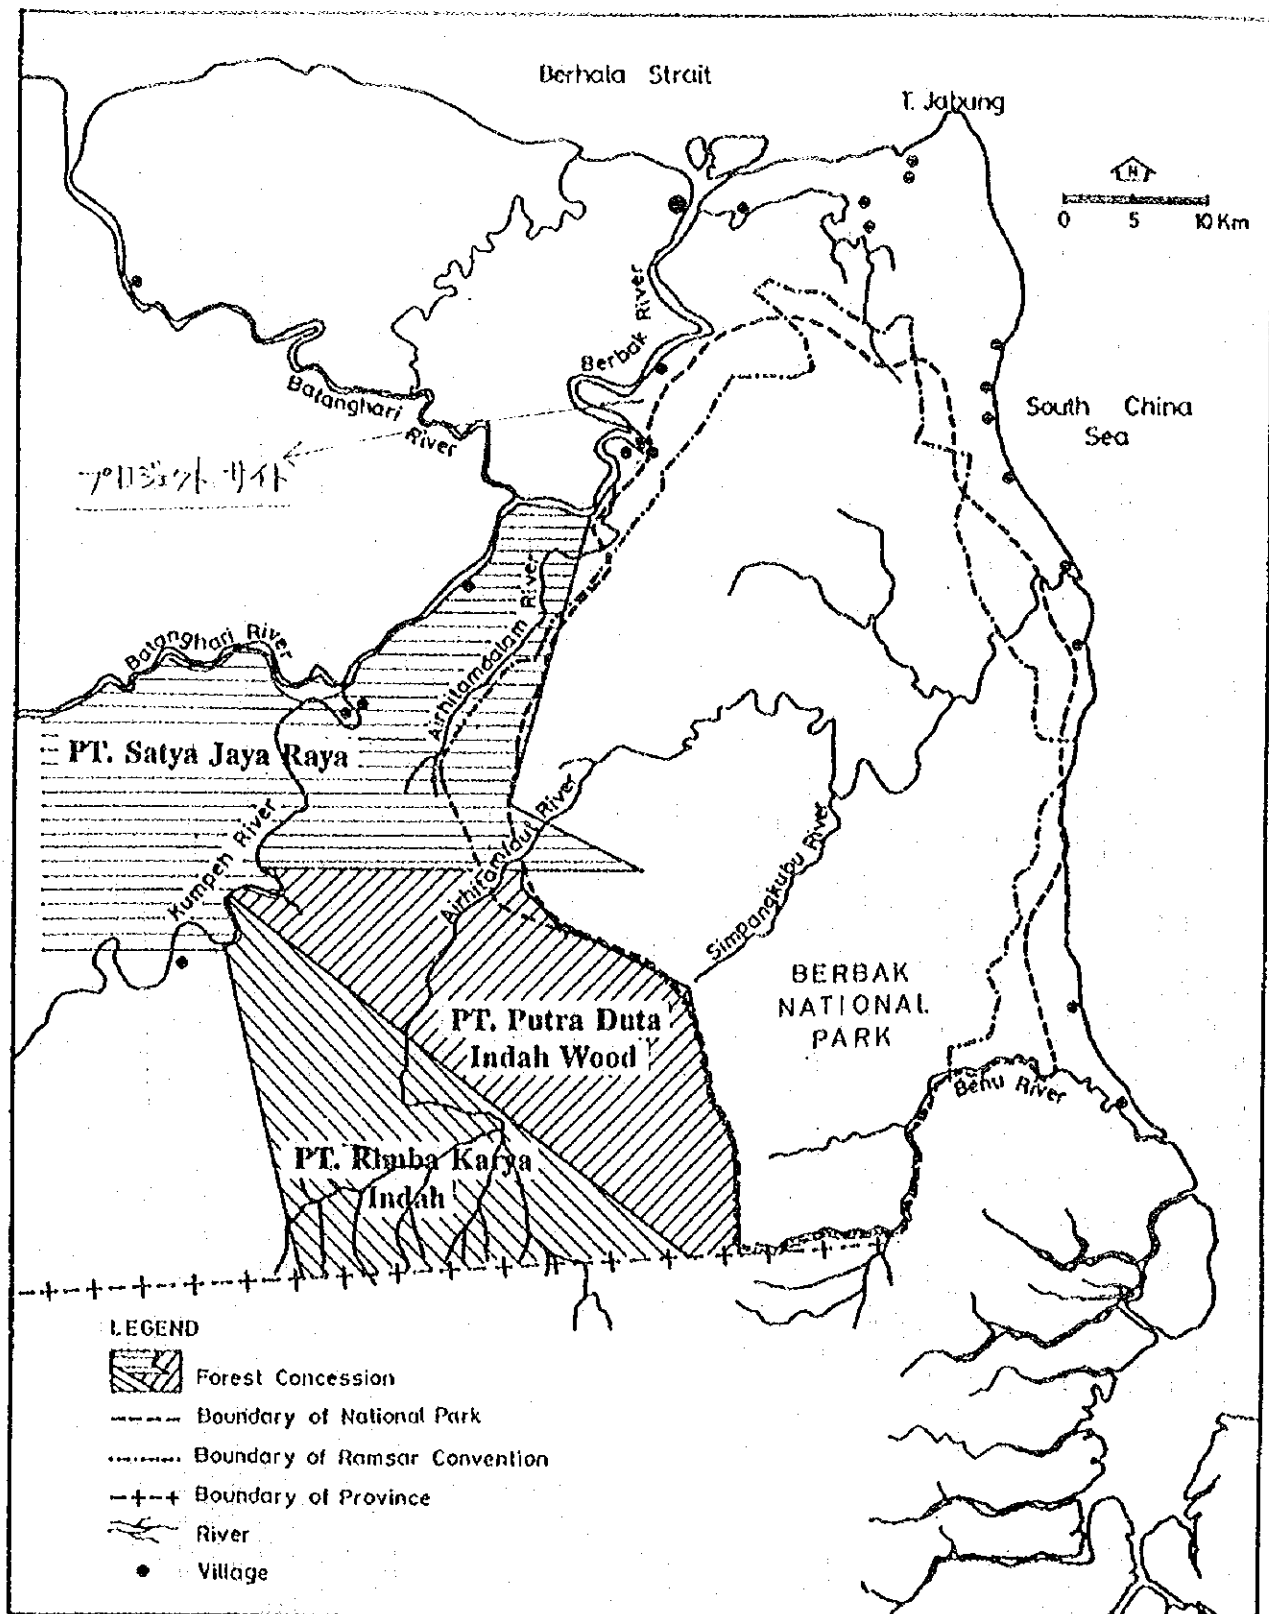 Berhala Strait
T. Jabung
N
0 5 10 Km
Berbak River
Batanghari River
South China
Sea
プロジェクト サイト
Airhitamdalam River
Batanghari River
PT. Satya Jaya Raya
Kumpeh River
Airhitamlaut River
Simpangkubu River
BERBAK
NATIONAL
PARK
PT. Putra Duta
Indah Wood
Benu River
PT. Rimba Karya
Indah
LEGEND
Forest Concession
Boundary of National Park
Boundary of Ramsar Convention
Boundary of Province
River
Village